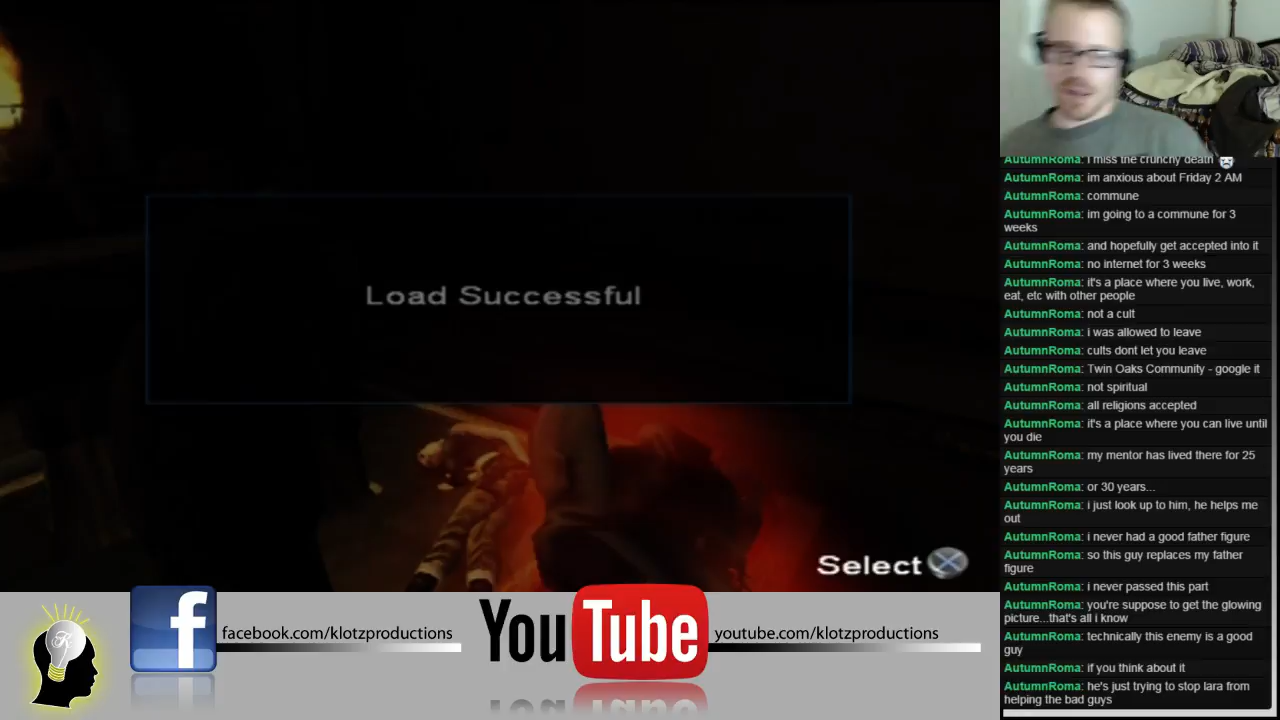 Load Successful
Select
AutumnRoma: i miss the crunchy death
AutumnRoma: im anxious about Friday 2 AM
AutumnRoma: commune
AutumnRoma: im going to a commune for 3
weeks
AutumnRoma: and hopefully get accepted into it
AutumnRoma: no internet for 3 weeks
AutumnRoma: it's a place where you live, work,
eat, etc with other people
AutumnRoma: not a cult
AutumnRoma: i was allowed to leave
AutumnRoma: cults dont let you leave
AutumnRoma: Twin Oaks Community - google it
AutumnRoma: not spiritual
AutumnRoma: all religions accepted
AutumnRoma: it's a place where you can live until
you die
AutumnRoma: my mentor has lived there for 25
years
AutumnRoma: or 30 years...
AutumnRoma: i just look up to him, he helps me
out
AutumnRoma: i never had a good father figure
AutumnRoma: so this guy replaces my father
figure
AutumnRoma: i never passed this part
AutumnRoma: you're suppose to get the glowing
picture...that's all i know
AutumnRoma: technically this enemy is a good
guy
AutumnRoma: if you think about it
AutumnRoma: he's just trying to stop lara from
helping the bad guys
K
f
facebook.com/klotzproductions
YouTube
youtube.com/klotzproductions